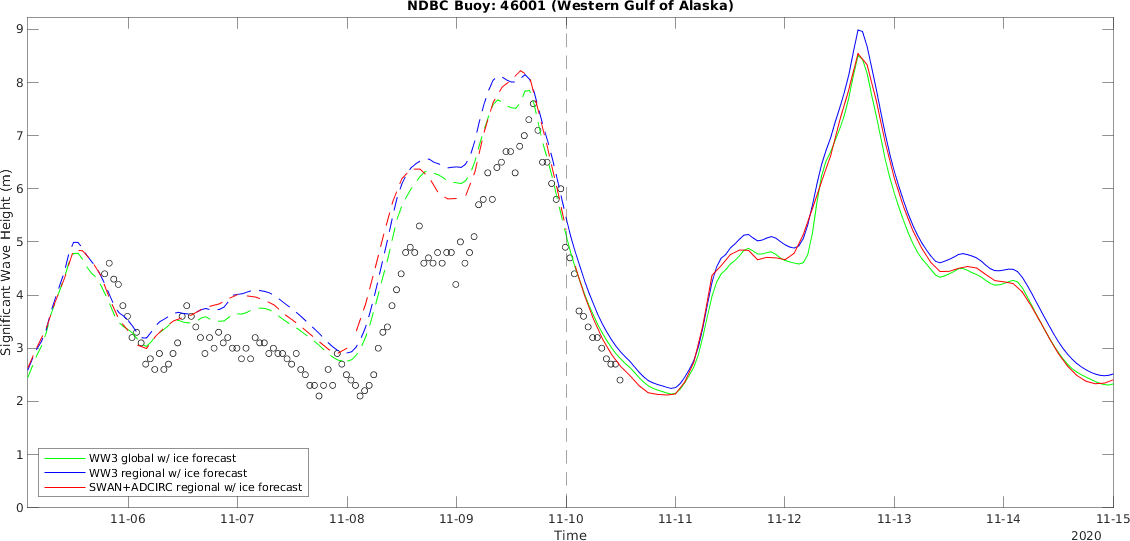 NDBC Buoy: 46001 (Western Gulf of Alaska)
Significant Wave Height (m)
9
8
7
6
5
4
3
2
1
0
WW3 global w/ ice forecast
WW3 regional w/ ice forecast
SWAN+ADCIRC regional w/ ice forecast
11-06 11-07 11-08 11-09 11-10 11-11 11-12 11-13 11-14 11-15
Time
2020